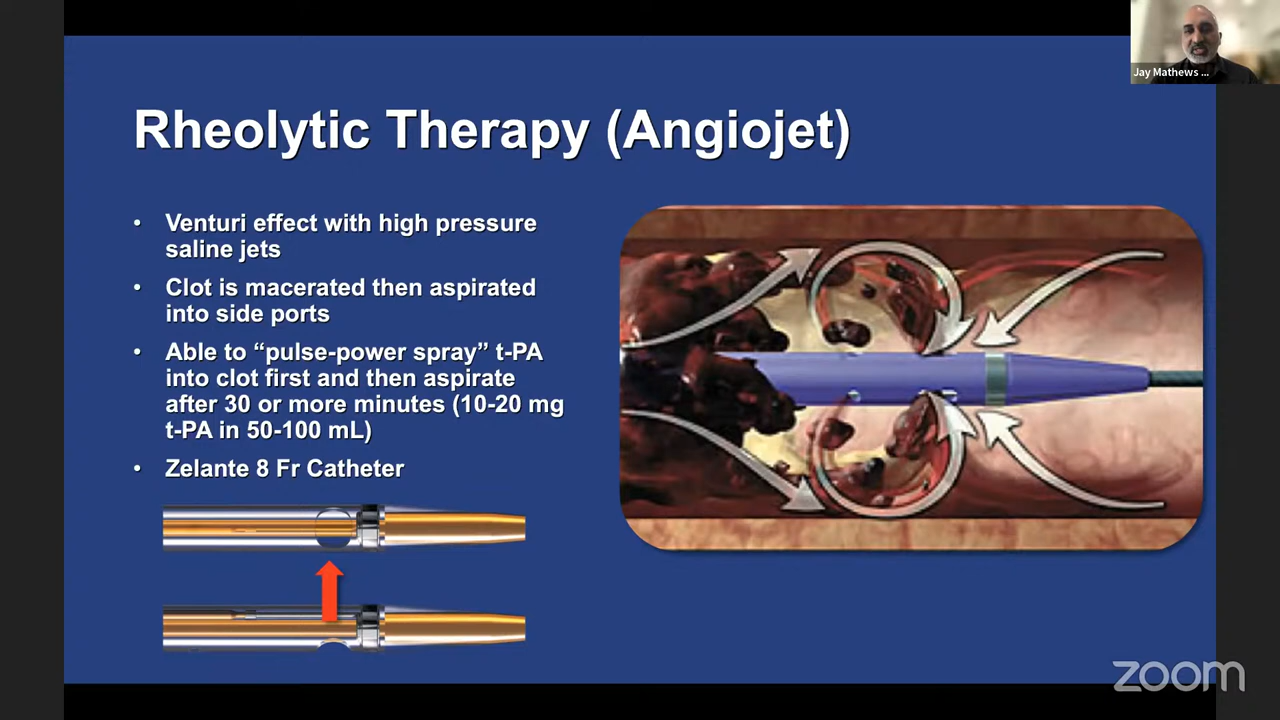 Jay Mathews ...
Rheolytic Therapy (Angiojet)
• Venturi effect with high pressure
saline jets
• Clot is macerated then aspirated
into side ports
• Able to “pulse-power spray” t-PA
into clot first and then aspirate
after 30 or more minutes (10-20 mg
t-PA in 50-100 mL)
• Zelante 8 Fr Catheter
zoom